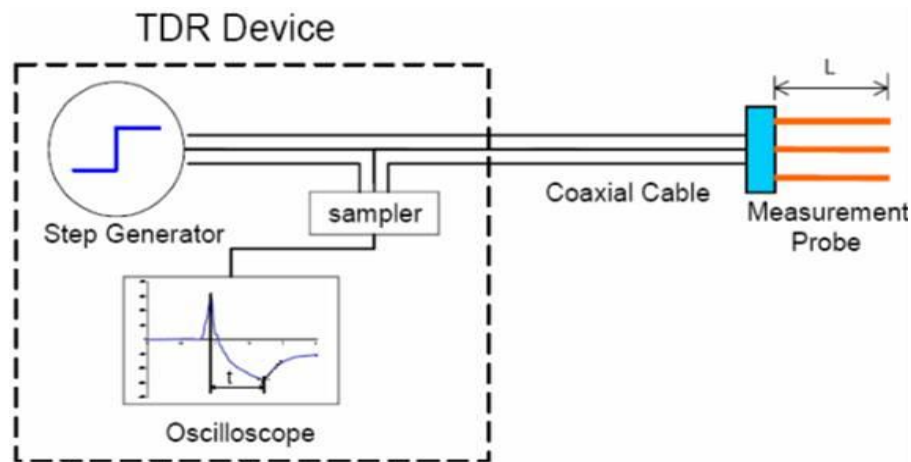 TDR Device
L
Step Generator
sampler
Coaxial Cable
Measurement
Probe
t
Oscilloscope